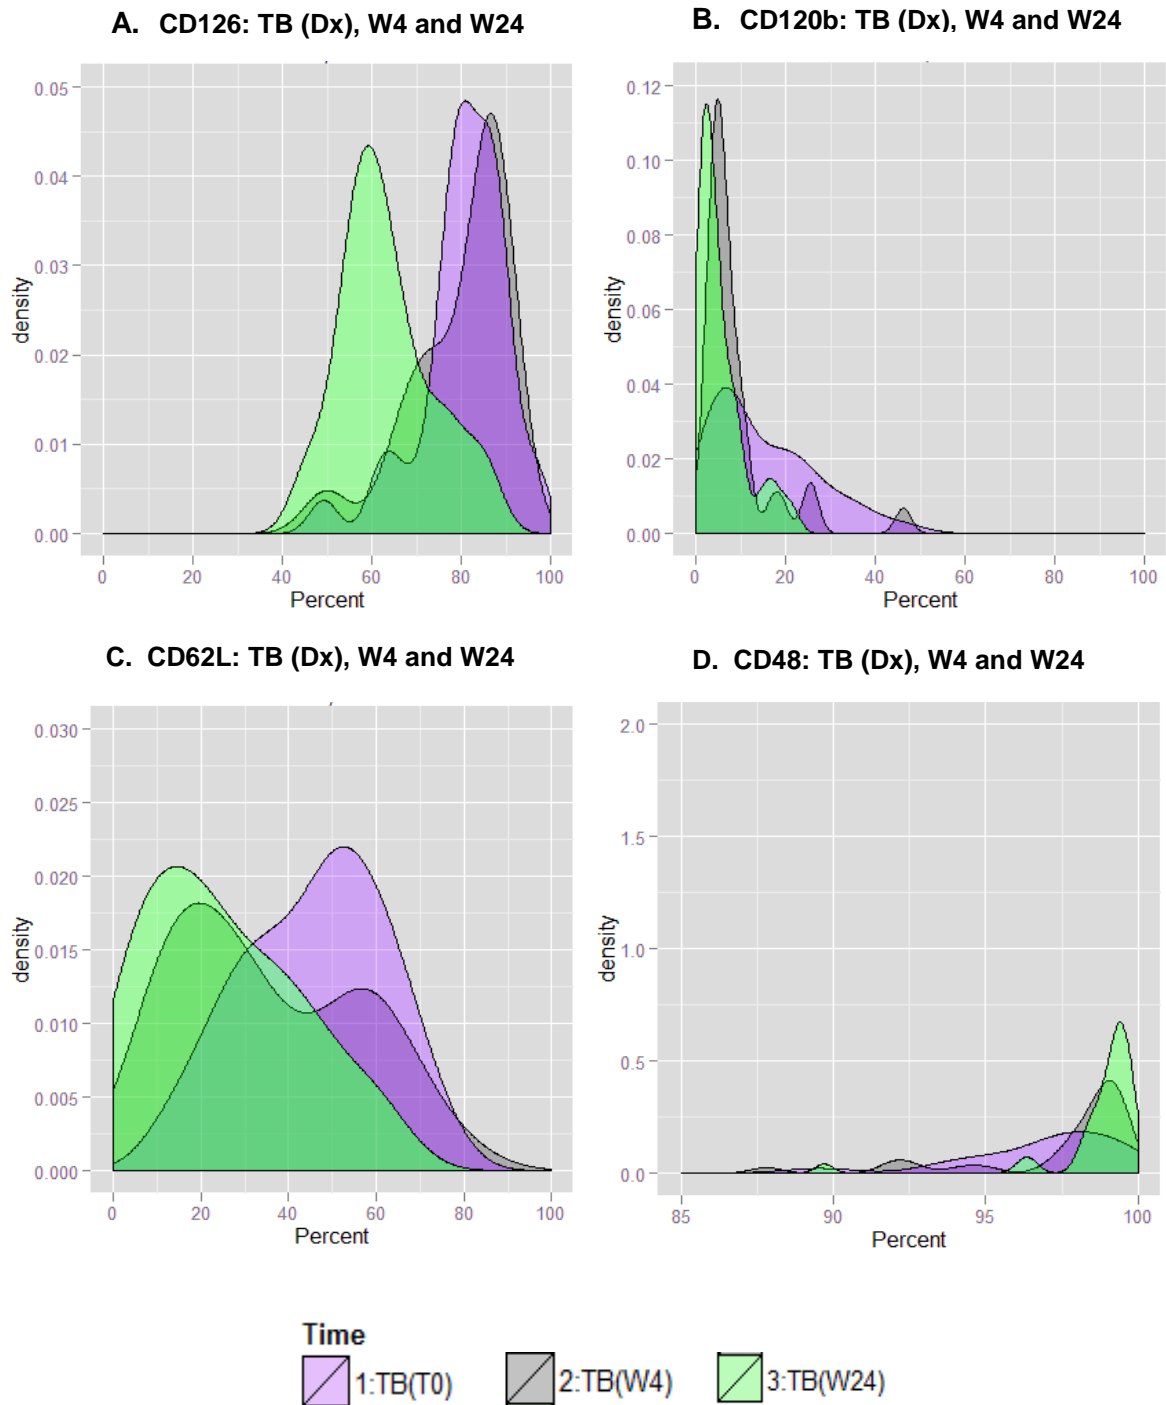 A. CD126: TB (Dx), W4 and W24
B. CD120b: TB (Dx), W4 and W24
0.05
0.04
0.03
0.02
0.01
0.00
density
0 20 40 60 80 100
Percent
0.12
0.10
0.08
0.06
0.04
0.02
0.00
density
0 20 40 60 80 100
Percent
C. CD62L: TB (Dx), W4 and W24
D. CD48: TB (Dx), W4 and W24
0.030
0.025
0.020
0.015
0.010
0.005
0.000
density
0 20 40 60 80 100
Percent
2.0
1.5
1.0
0.5
0.0
density
85 90 95 100
Percent
Time
1:TB(T0) 2:TB(W4) 3:TB(W24)